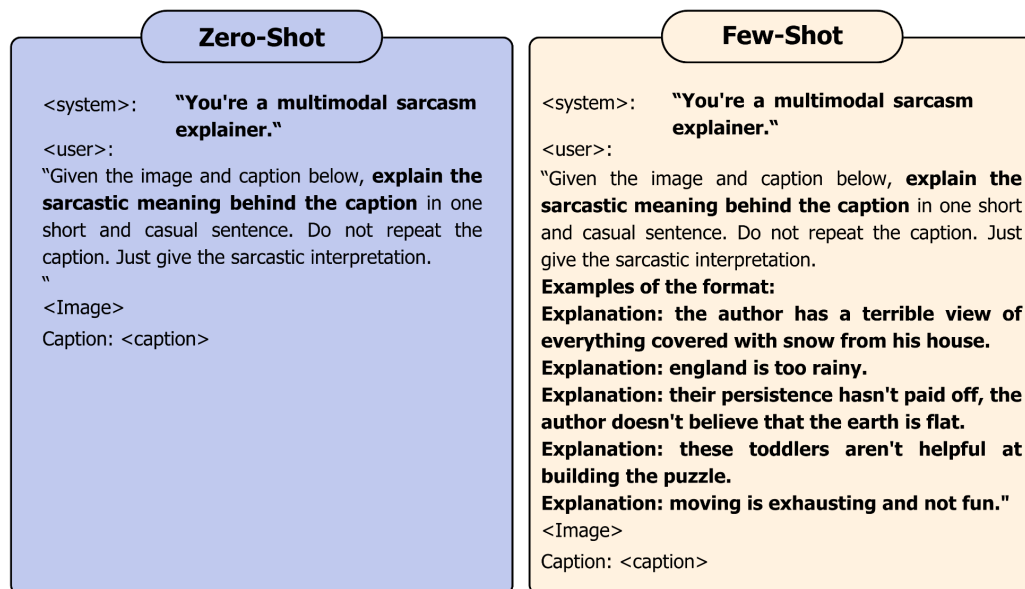 Zero-Shot
<system>: “You're a multimodal sarcasm
explainer.“
<user>:
“Given the image and caption below, explain the
sarcastic meaning behind the caption in one
short and casual sentence. Do not repeat the
caption. Just give the sarcastic interpretation.
“
<Image>
Caption: <caption>
Few-Shot
<system>: “You're a multimodal sarcasm
explainer.“
<user>:
“Given the image and caption below, explain the
sarcastic meaning behind the caption in one short
and casual sentence. Do not repeat the caption. Just
give the sarcastic interpretation.
Examples of the format:
Explanation: the author has a terrible view of
everything covered with snow from his house.
Explanation: england is too rainy.
Explanation: their persistence hasn't paid off, the
author doesn't believe that the earth is flat.
Explanation: these toddlers aren't helpful at
building the puzzle.
Explanation: moving is exhausting and not fun."
<Image>
Caption: <caption>